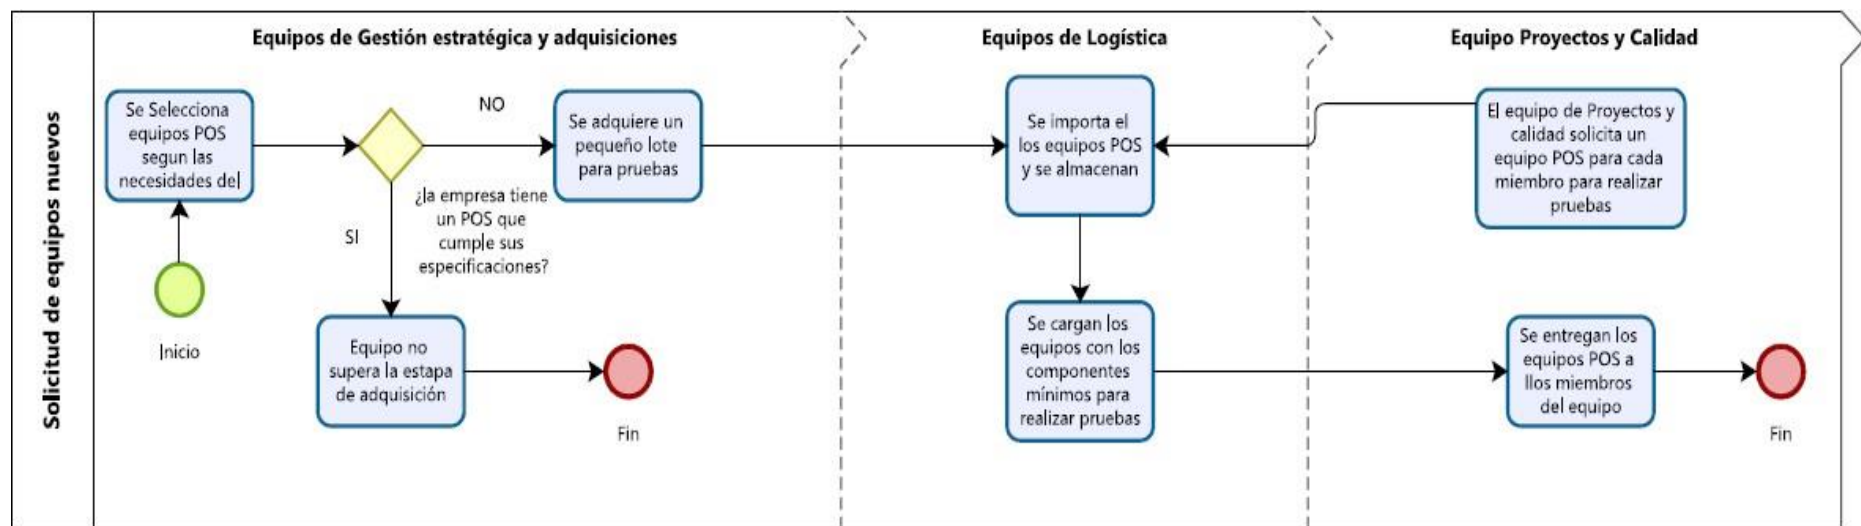 Solicitud de equipos nuevos
Equipos de Gestión estratégica y adquisiciones
Se Selecciona
equipos POS
segun las
necesidades del
Inicio
NO
¿la empresa tiene
un POS que
cumple sus
especificaciones?
SI
Se adquiere un
pequeño lote
para pruebas
Equipo no
supera la estapa
de adquisición
Fin
Equipos de Logística
Se importa el
los equipos POS
y se almacenan
Se cargan los
equipos con los
componentes
mínimos para
realizar pruebas
Equipo Proyectos y Calidad
El equipo de Proyectos y
calidad solicita un
equipo POS para cada
miembro para realizar
pruebas
Se entregan los
equipos POS a
llos miembros
del equipo
Fin